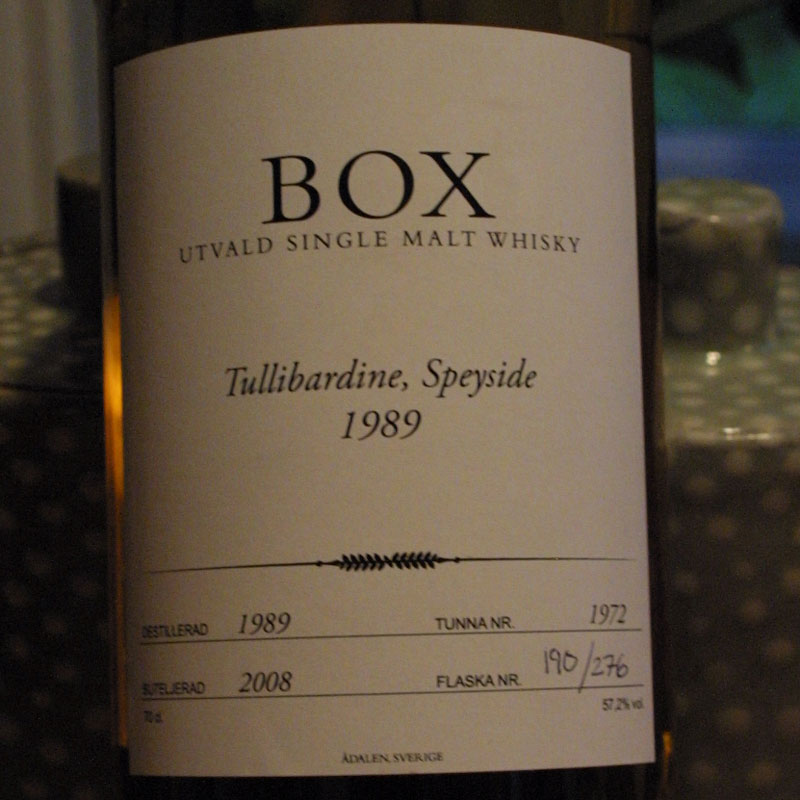 BOX
UTVALD SINGLE MALT WHISKY
Tullibardine, Speyside
1989
DESTILLERAD 1989 TUNNA NR. 1972
BUTELJERAD 2008 FLASKA NR. 190/276
70 cl. 57,2% vol.
ÅDALEN, SVERIGE